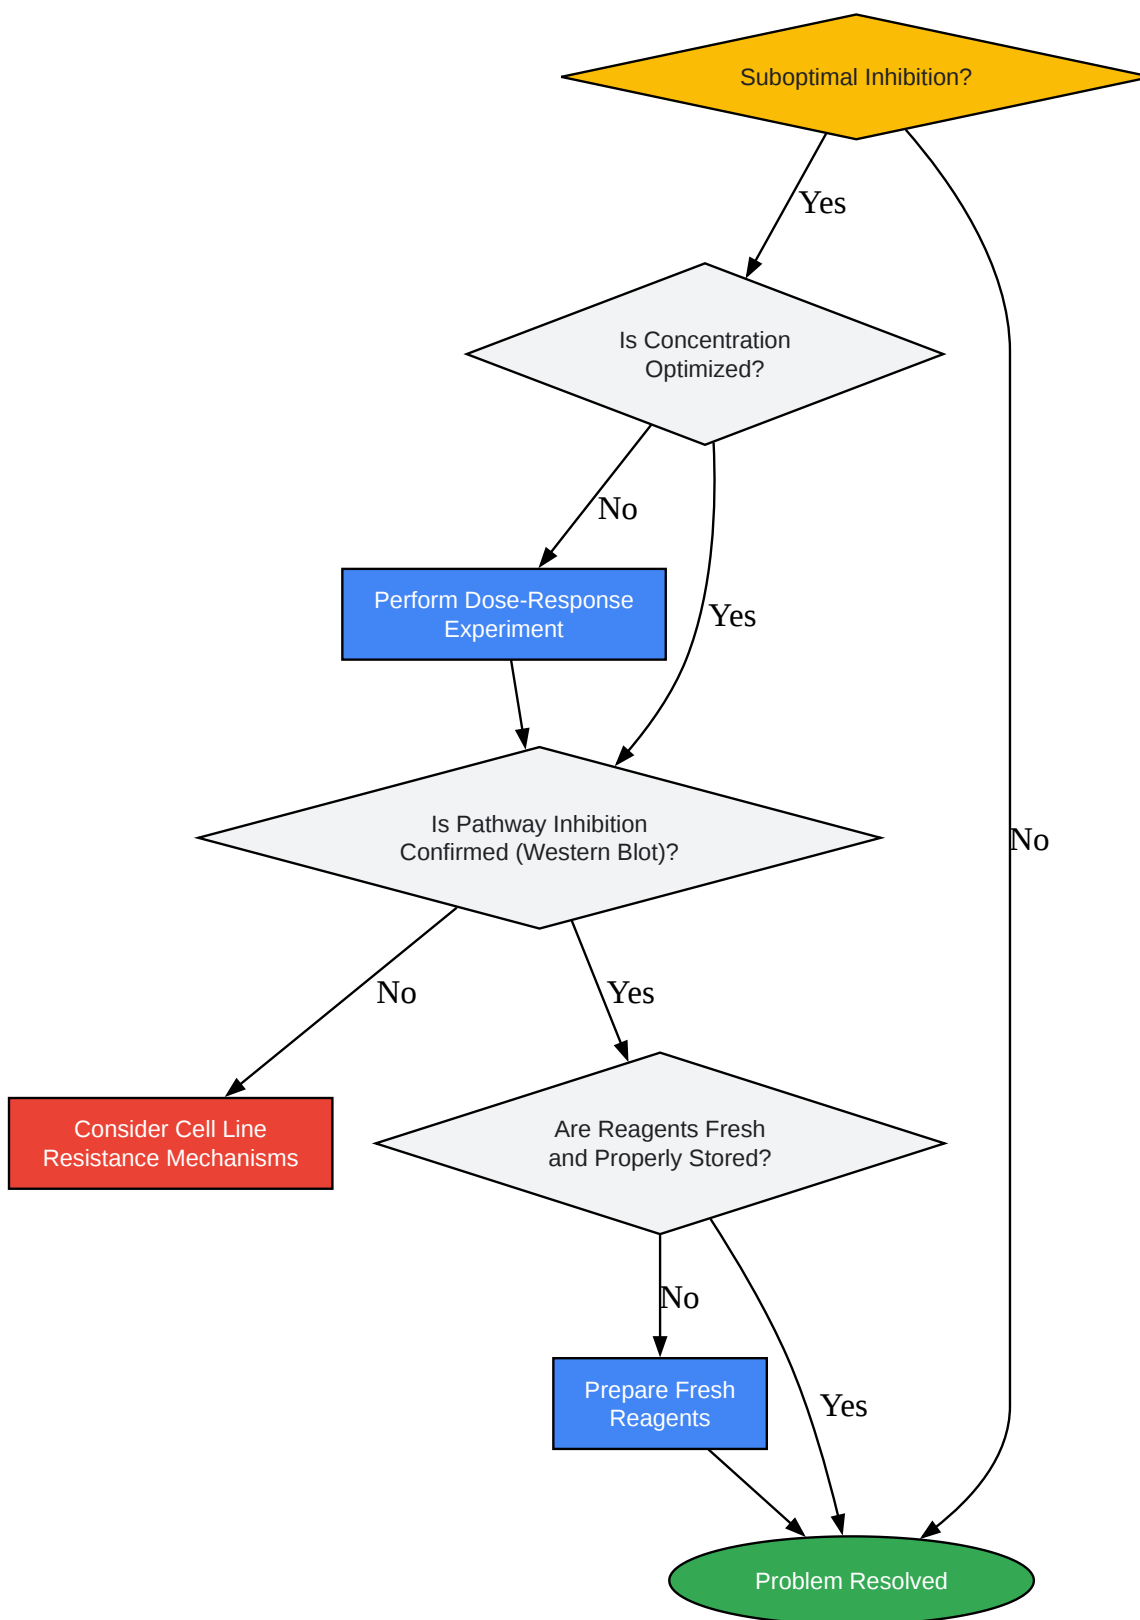 Suboptimal Inhibition?
Yes
Is Concentration
Optimized?
No
Perform Dose-Response
Experiment
Yes
Is Pathway Inhibition
Confirmed (Western Blot)?
No
No
Yes
Consider Cell Line
Resistance Mechanisms
Are Reagents Fresh
and Properly Stored?
No
Prepare Fresh
Reagents
Yes
Problem Resolved